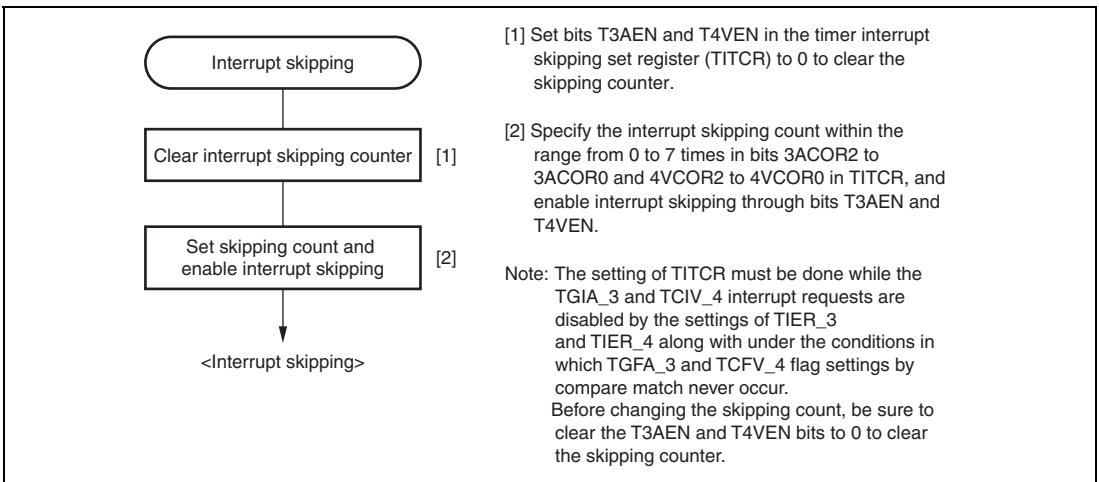 Interrupt skipping
Clear interrupt skipping counter
[1]
Set skipping count and
enable interrupt skipping
[2]
<Interrupt skipping>
[1] Set bits T3AEN and T4VEN in the timer interrupt
skipping set register (TITCR) to 0 to clear the
skipping counter.
[2] Specify the interrupt skipping count within the
range from 0 to 7 times in bits 3ACOR2 to
3ACOR0 and 4VCOR2 to 4VCOR0 in TITCR, and
enable interrupt skipping through bits T3AEN and
T4VEN.
Note: The setting of TITCR must be done while the
TGIA_3 and TCIV_4 interrupt requests are
disabled by the settings of TIER_3
and TIER_4 along with under the conditions in
which TGFA_3 and TCFV_4 flag settings by
compare match never occur.
Before changing the skipping count, be sure to
clear the T3AEN and T4VEN bits to 0 to clear
the skipping counter.